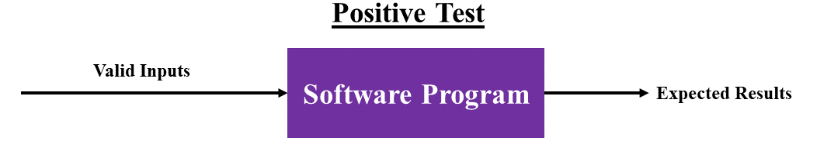 Positive Test
Valid Inputs
Software Program
Expected Results